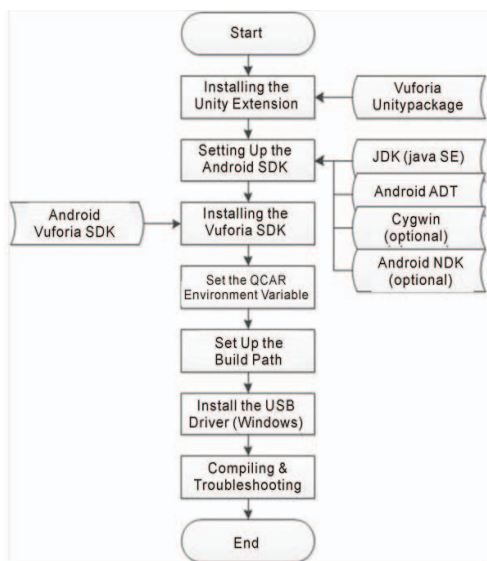 Start
Installing the
Unity Extension
Vuforia
Unitypackage
Setting Up the
Android SDK
JDK (java SE)
Android ADT
Cygwin
(optional)
Android NDK
(optional)
Android
Vuforia SDK
Installing the
Vuforia SDK
Set the QCAR
Environment Variable
Set Up the
Build Path
Install the USB
Driver (Windows)
Compiling &
Troubleshooting
End